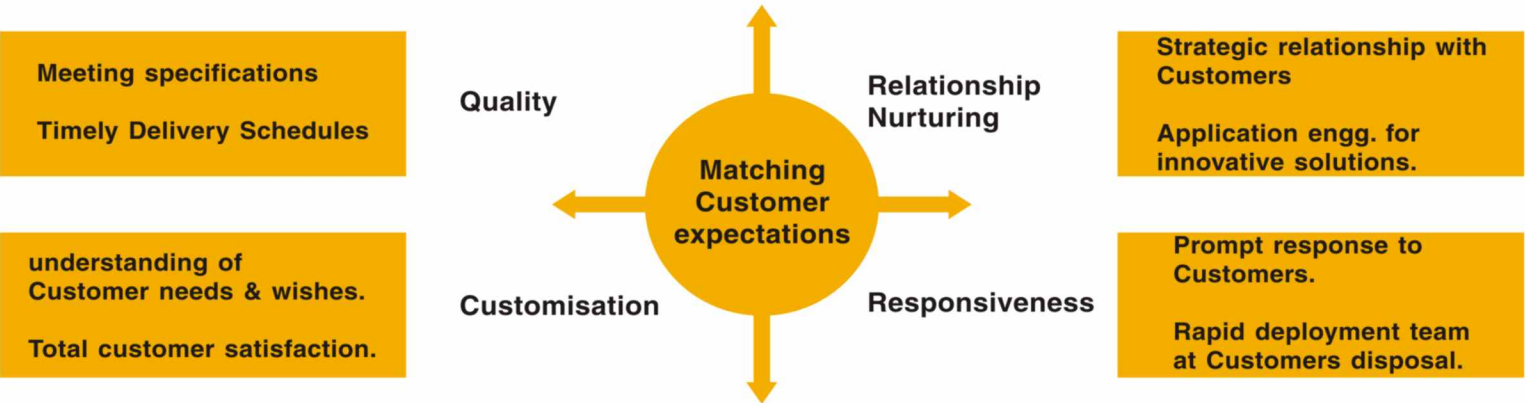 Meeting specifications
Timely Delivery Schedules
Quality
Relationship
Nurturing
Strategic relationship with
Customers
Application engg. for
innovative solutions.
Matching
Customer
expectations
understanding of
Customer needs & wishes.
Total customer satisfaction.
Customisation
Responsiveness
Prompt response to
Customers.
Rapid deployment team
at Customers disposal.